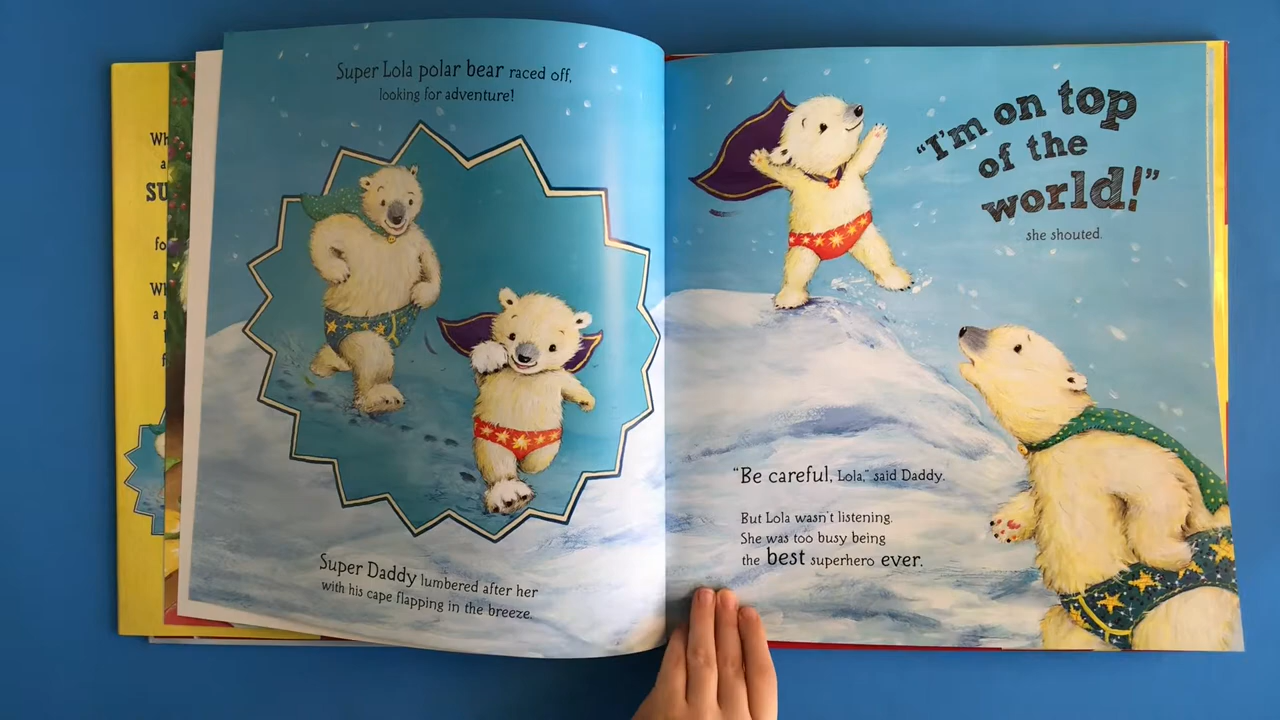 Super Lola polar bear raced off,
looking for adventure!
Super Daddy lumbered after her
with his cape flapping in the breeze.
"I'm on top
of the
world!"
she shouted.
"Be careful, Lola," said Daddy.
But Lola wasn't listening.
She was too busy being
the best superhero ever.